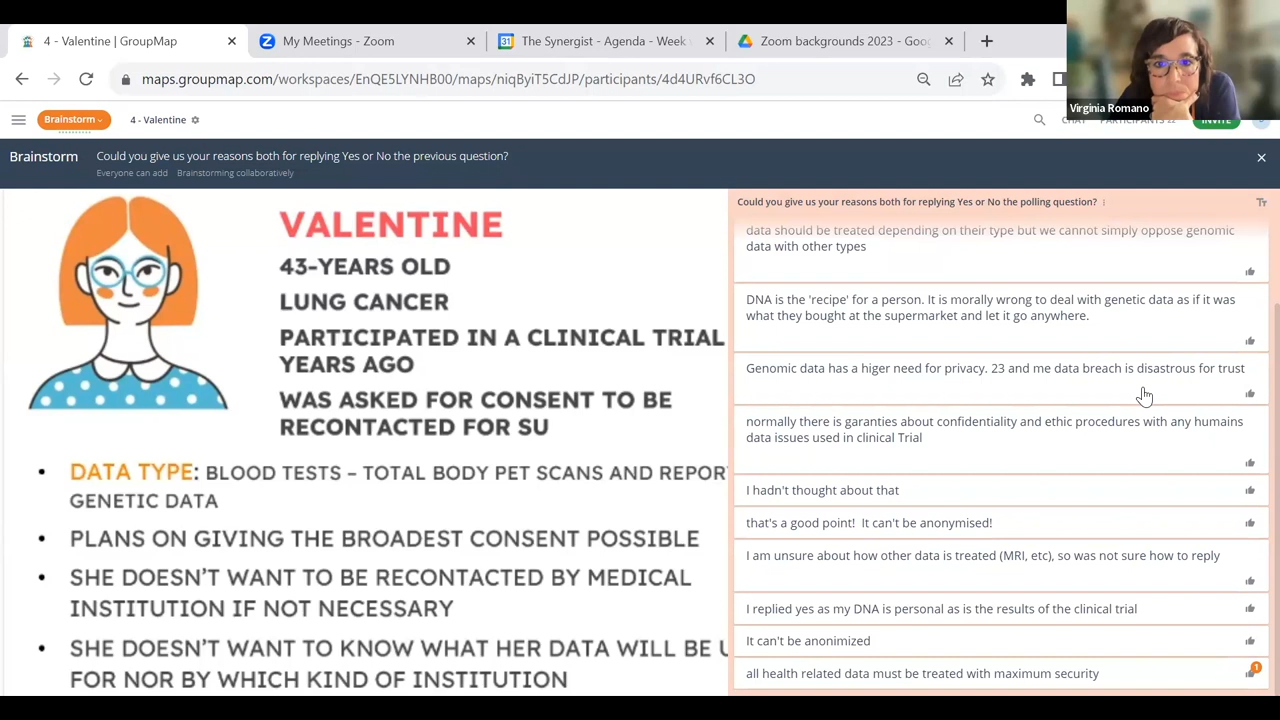 4 - Valentine | GroupMap
My Meetings - Zoom
31 The Synergist - Agenda - Week
Zoom backgrounds 2023 - Goo
maps.groupmap.com/workspaces/EnQE5LYNHB00/maps/niqByiT5CdJP/participants/4d4URvf6CL3O
Virginia Romano
Brainstorm
4 - Valentine
CHAT PARTICIPANTS 22 INVITE
Brainstorm Could you give us your reasons both for replying Yes or No the previous question?
Everyone can add Brainstorming collaboratively
VALENTINE
43-YEARS OLD
LUNG CANCER
PARTICIPATED IN A CLINICAL TRIAL
YEARS AGO
WAS ASKED FOR CONSENT TO BE
RECONTACTED FOR SU
• DATA TYPE: BLOOD TESTS – TOTAL BODY PET SCANS AND REPOR
GENETIC DATA
• PLANS ON GIVING THE BROADEST CONSENT POSSIBLE
• SHE DOESN'T WANT TO BE RECONTACTED BY MEDICAL
INSTITUTION IF NOT NECESSARY
• SHE DOESN'T WANT TO KNOW WHAT HER DATA WILL BE U
FOR NOR BY WHICH KIND OF INSTITUTION
Could you give us your reasons both for replying Yes or No the polling question?
data should be treated depending on their type but we cannot simply oppose genomic
data with other types
DNA is the 'recipe' for a person. It is morally wrong to deal with genetic data as if it was
what they bought at the supermarket and let it go anywhere.
Genomic data has a higer need for privacy. 23 and me data breach is disastrous for trust
normally there is garanties about confidentiality and ethic procedures with any humains
data issues used in clinical Trial
I hadn't thought about that
that's a good point! It can't be anonymised!
I am unsure about how other data is treated (MRI, etc), so was not sure how to reply
I replied yes as my DNA is personal as is the results of the clinical trial
It can't be anonimized
all health related data must be treated with maximum security
1